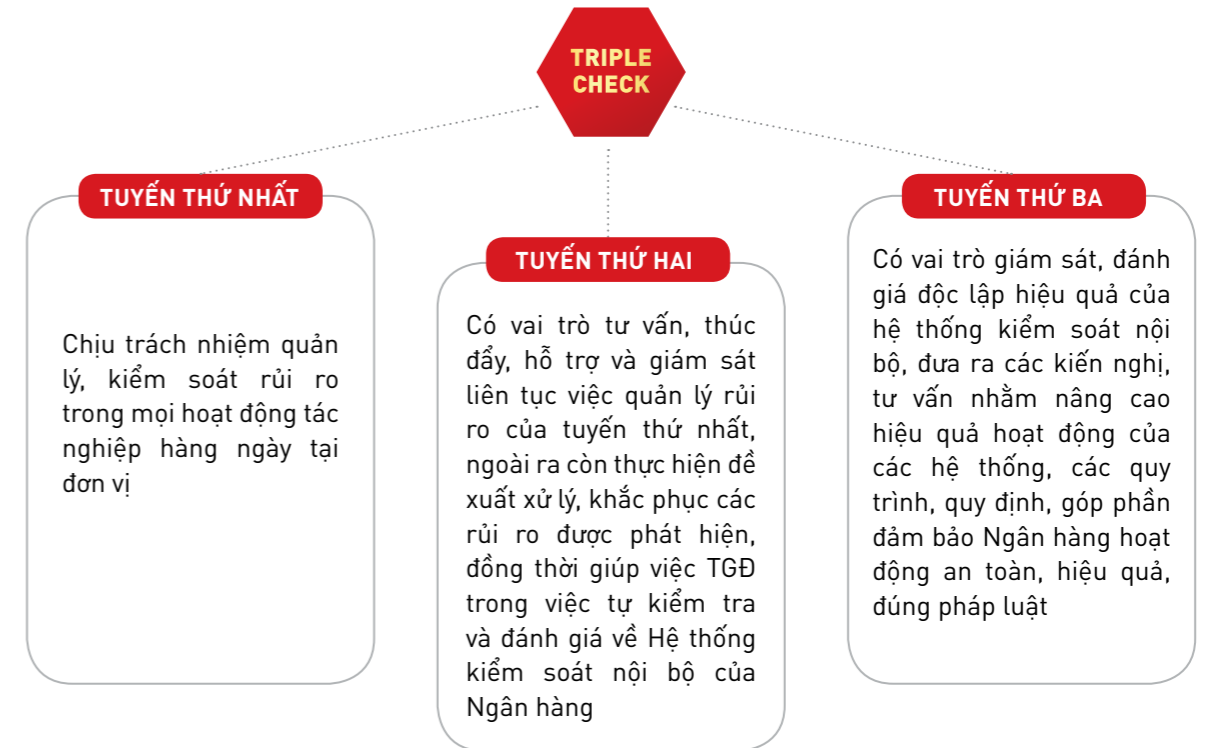 TRIPLE
CHECK
TUYẾN THỨ NHẤT
Chịu trách nhiệm quản
lý, kiểm soát rủi ro
trong mọi hoạt động tác
nghiệp hàng ngày tại
đơn vị
TUYẾN THỨ HAI
Có vai trò tư vấn, thúc
đẩy, hỗ trợ và giám sát
liên tục việc quản lý rủi
ro của tuyến thứ nhất,
ngoài ra còn thực hiện đề
xuất xử lý, khắc phục các
rủi ro được phát hiện,
đồng thời giúp việc TGĐ
trong việc tự kiểm tra
và đánh giá về Hệ thống
kiểm soát nội bộ của
Ngân hàng
TUYẾN THỨ BA
Có vai trò giám sát, đánh
giá độc lập hiệu quả của
hệ thống kiểm soát nội
bộ, đưa ra các kiến nghị,
tư vấn nhằm nâng cao
hiệu quả hoạt động của
các hệ thống, các quy
trình, quy định, góp phần
đảm bảo Ngân hàng hoạt
động an toàn, hiệu quả,
đúng pháp luật